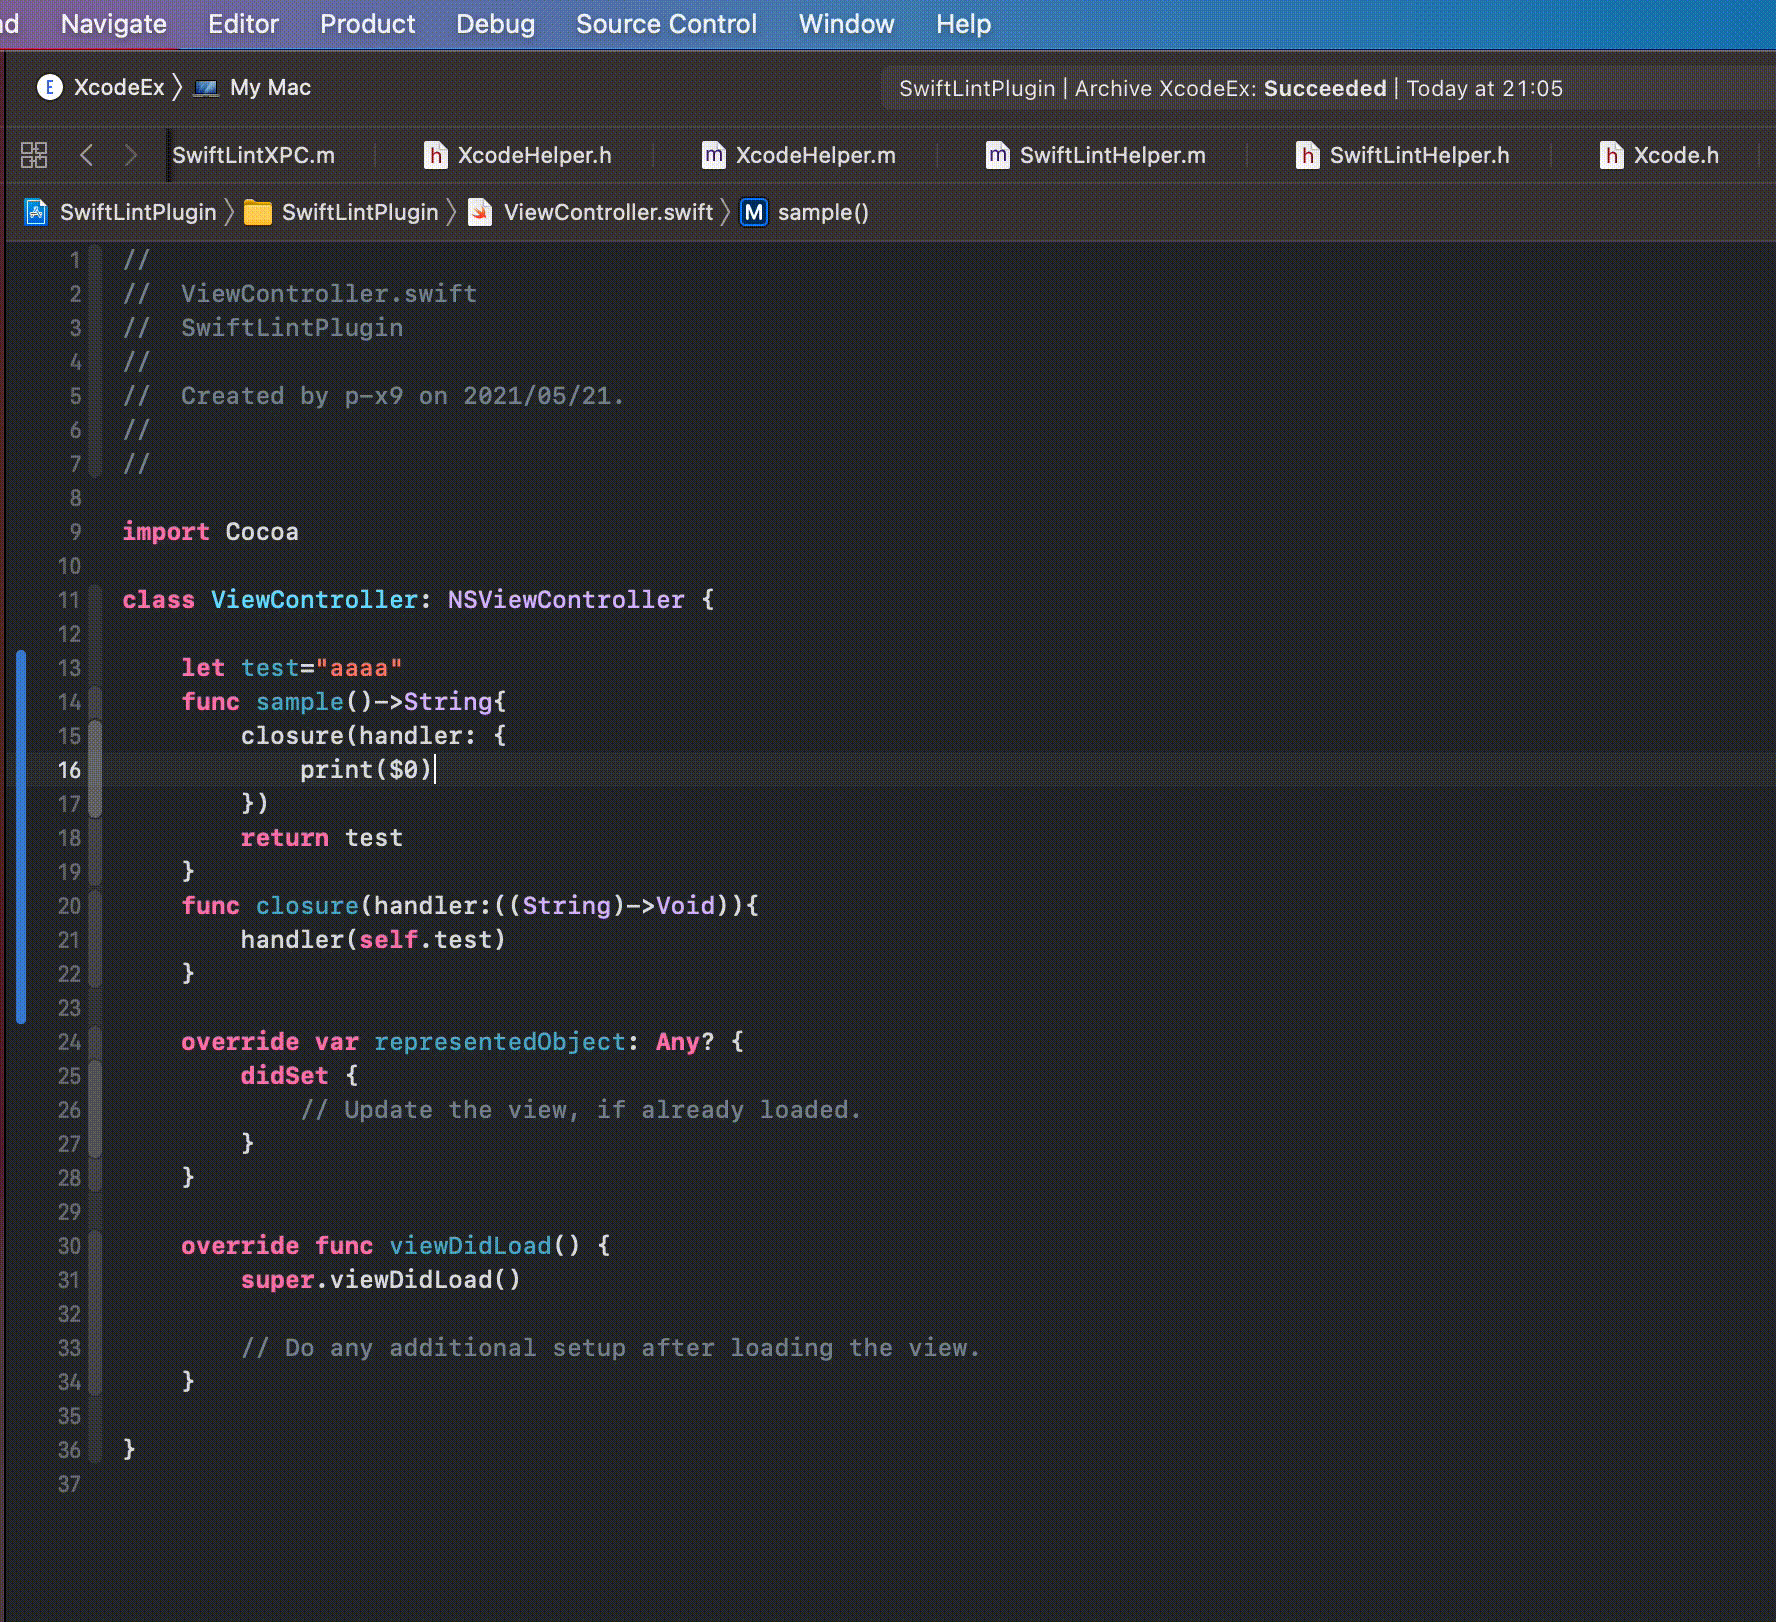 Navigate Editor Product Debug Source Control Window Help
E XcodeEx 〉 My Mac SwiftLintPlugin | Archive XcodeEx: Succeeded | Today at 21:05
SwiftLintXPC.m h XcodeHelper.h m XcodeHelper.m m SwiftLintHelper.m h SwiftLintHelper.h h Xcode.h
SwiftLintPlugin 〉 SwiftLintPlugin 〉 ViewController.swift 〉 M sample()
1 //
2 //  ViewController.swift
3 //  SwiftLintPlugin
4 //
5 //  Created by p-x9 on 2021/05/21.
6 //
7 //
8
9 import Cocoa
10
11 class ViewController: NSViewController {
12
13     let test="aaaa"
14     func sample()->String{
15         closure(handler: {
16             print($0)
17         })
18         return test
19     }
20     func closure(handler:((String)->Void)){
21         handler(self.test)
22     }
23
24     override var representedObject: Any? {
25         didSet {
26             // Update the view, if already loaded.
27         }
28     }
29
30     override func viewDidLoad() {
31         super.viewDidLoad()
32
33         // Do any additional setup after loading the view.
34     }
35
36 }
37